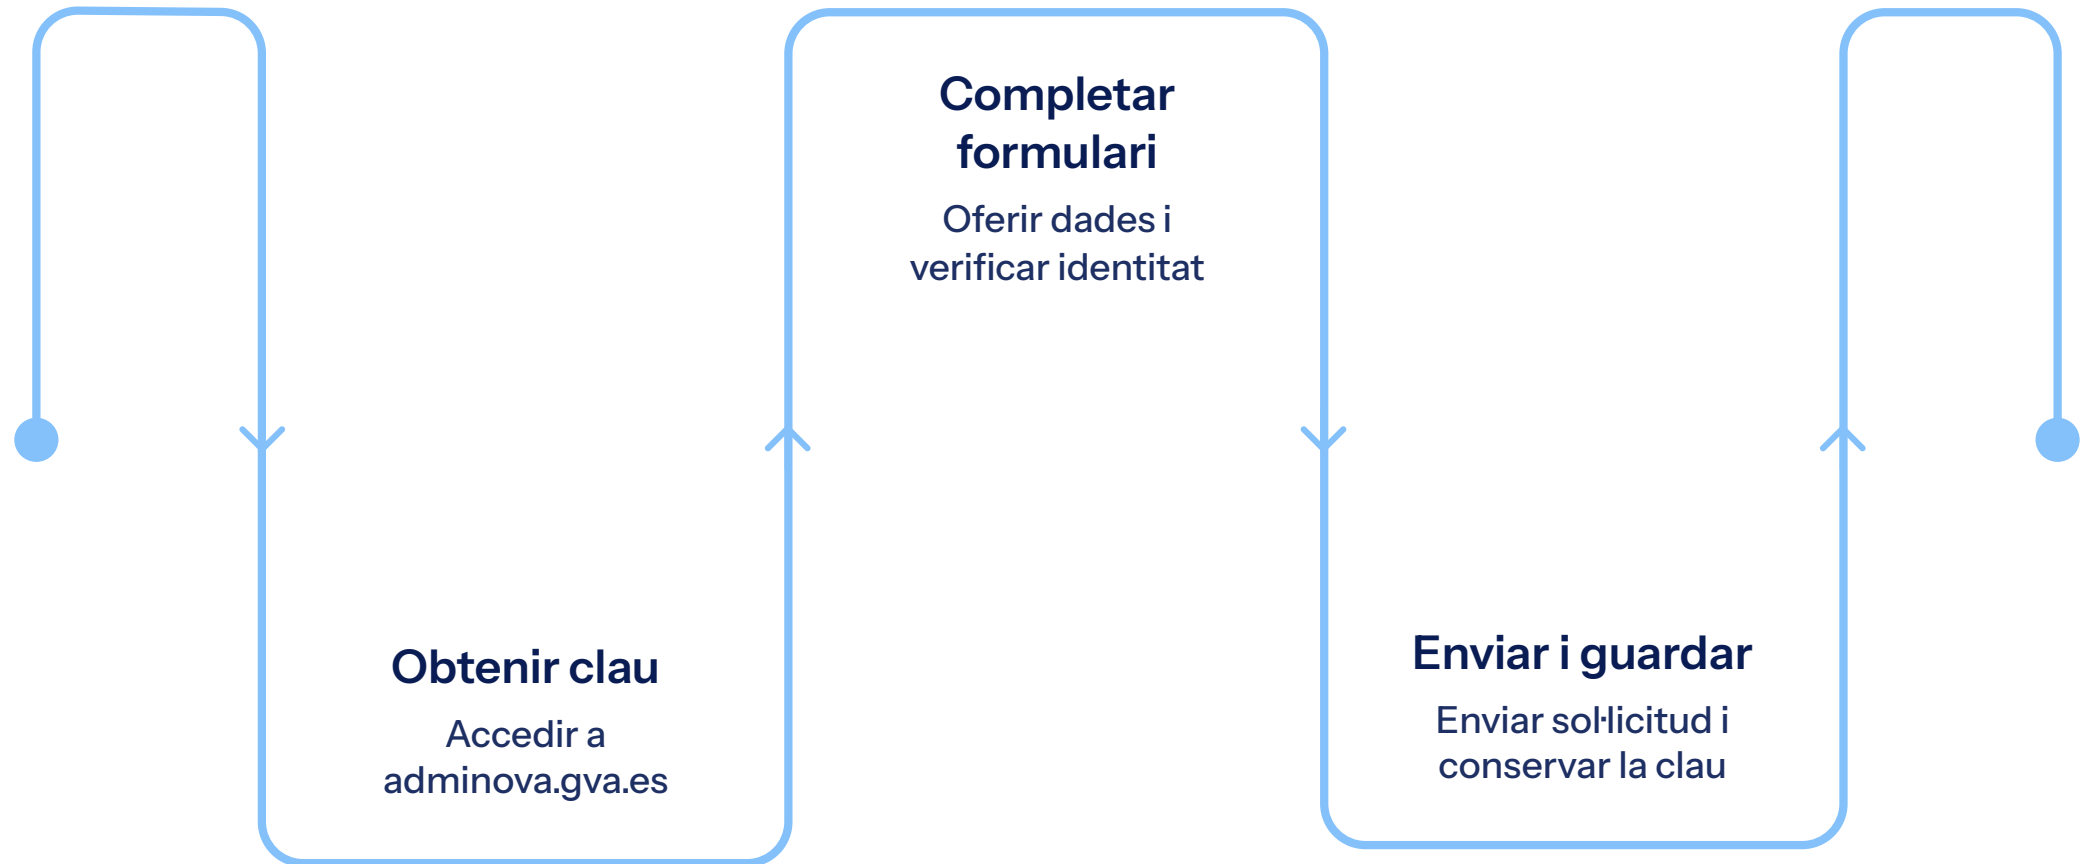 Obtenir clau
Accedir a
adminova.gva.es
Completar
formulari
Oferir dades i
verificar identitat
Enviar i guardar
Enviar sol·licitud i
conservar la clau